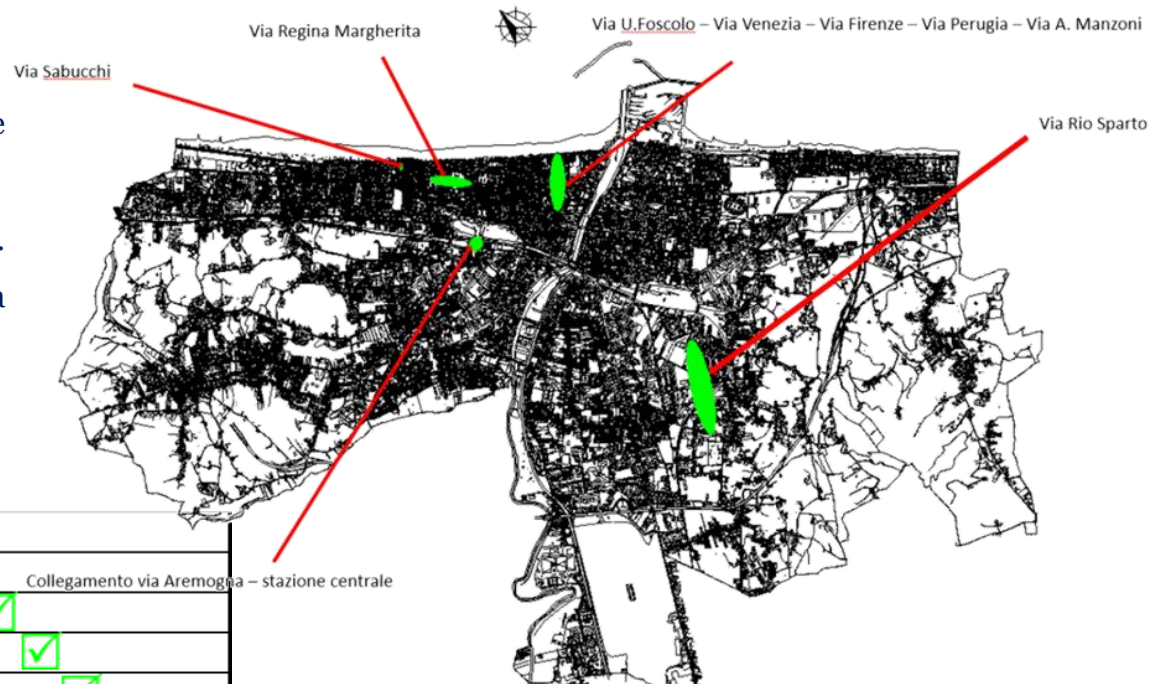 Via U.Foscolo – Via Venezia – Via Firenze – Via Perugia – Via A. Manzoni
Via Regina Margherita
Via Sabucchi
Via Rio Sparto
Collegamento via Aremogna – stazione centrale
e
.
a